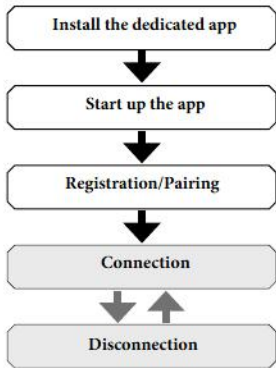 Install the dedicated app
Start up the app
Registration/Pairing
Connection
Disconnection